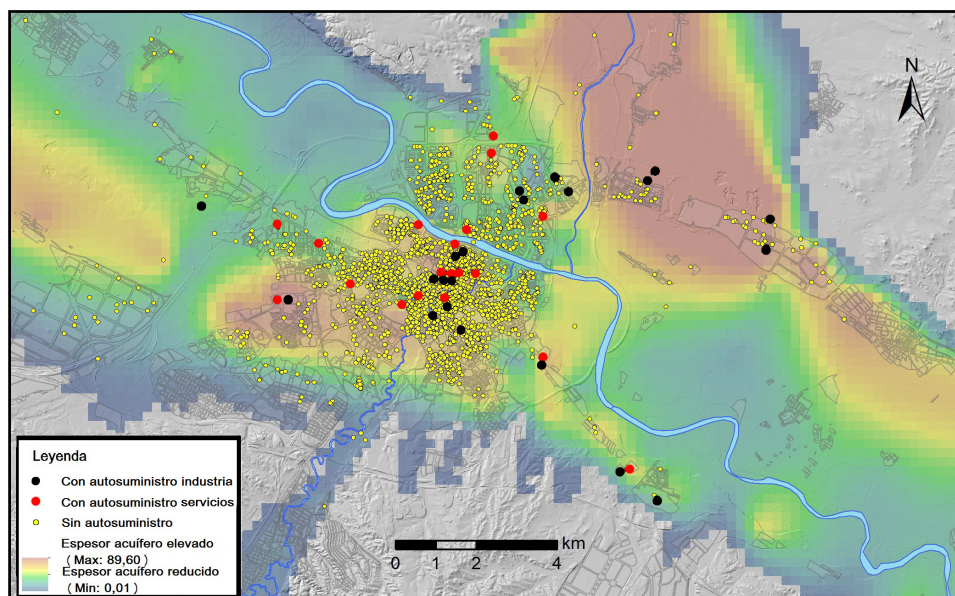 N
Leyenda
Con autosuministro industria
Con autosuministro servicios
Sin autosuministro
Espesor acuífero elevado
( Max: 89,60)
Espesor acuífero reducido
( Min: 0,01)
km
0 2 4